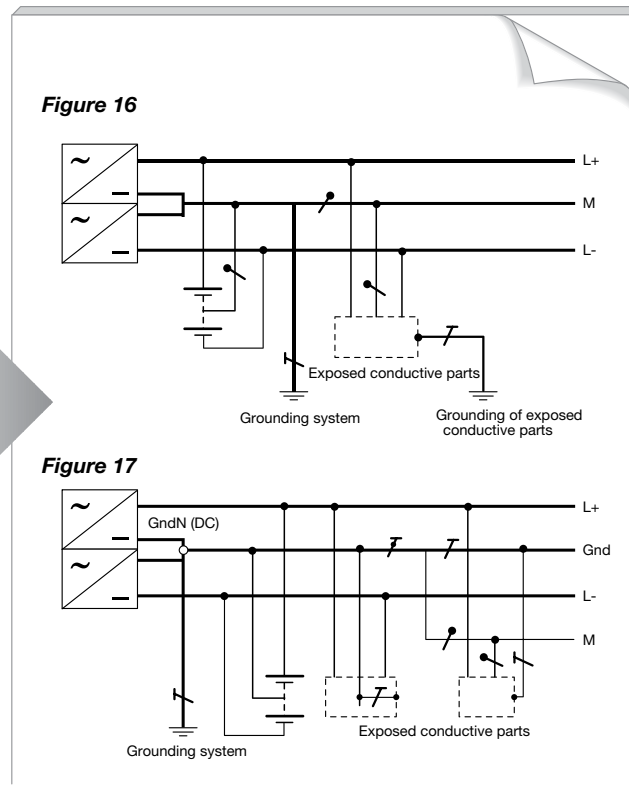 Figure 16
~
L+
M
~
L-
Exposed conductive parts
Grounding system
Grounding of exposed
conductive parts
Figure 17
~
L+
GndN (DC)
Gnd
~
L-
M
Exposed conductive parts
Grounding system